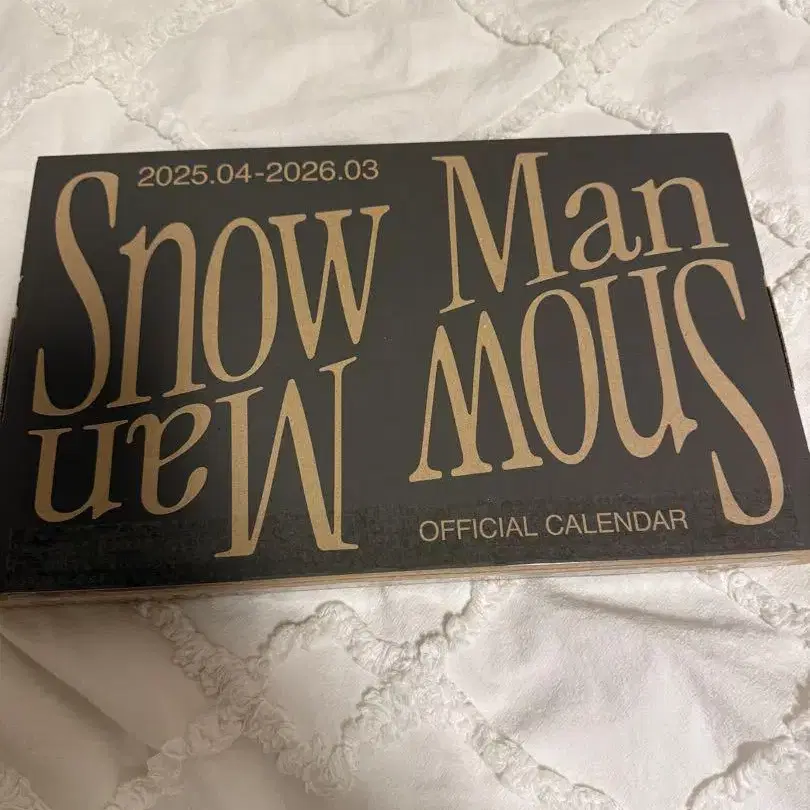 2025.04-2026.03
Snow Man
Snow Man
OFFICIAL CALENDAR